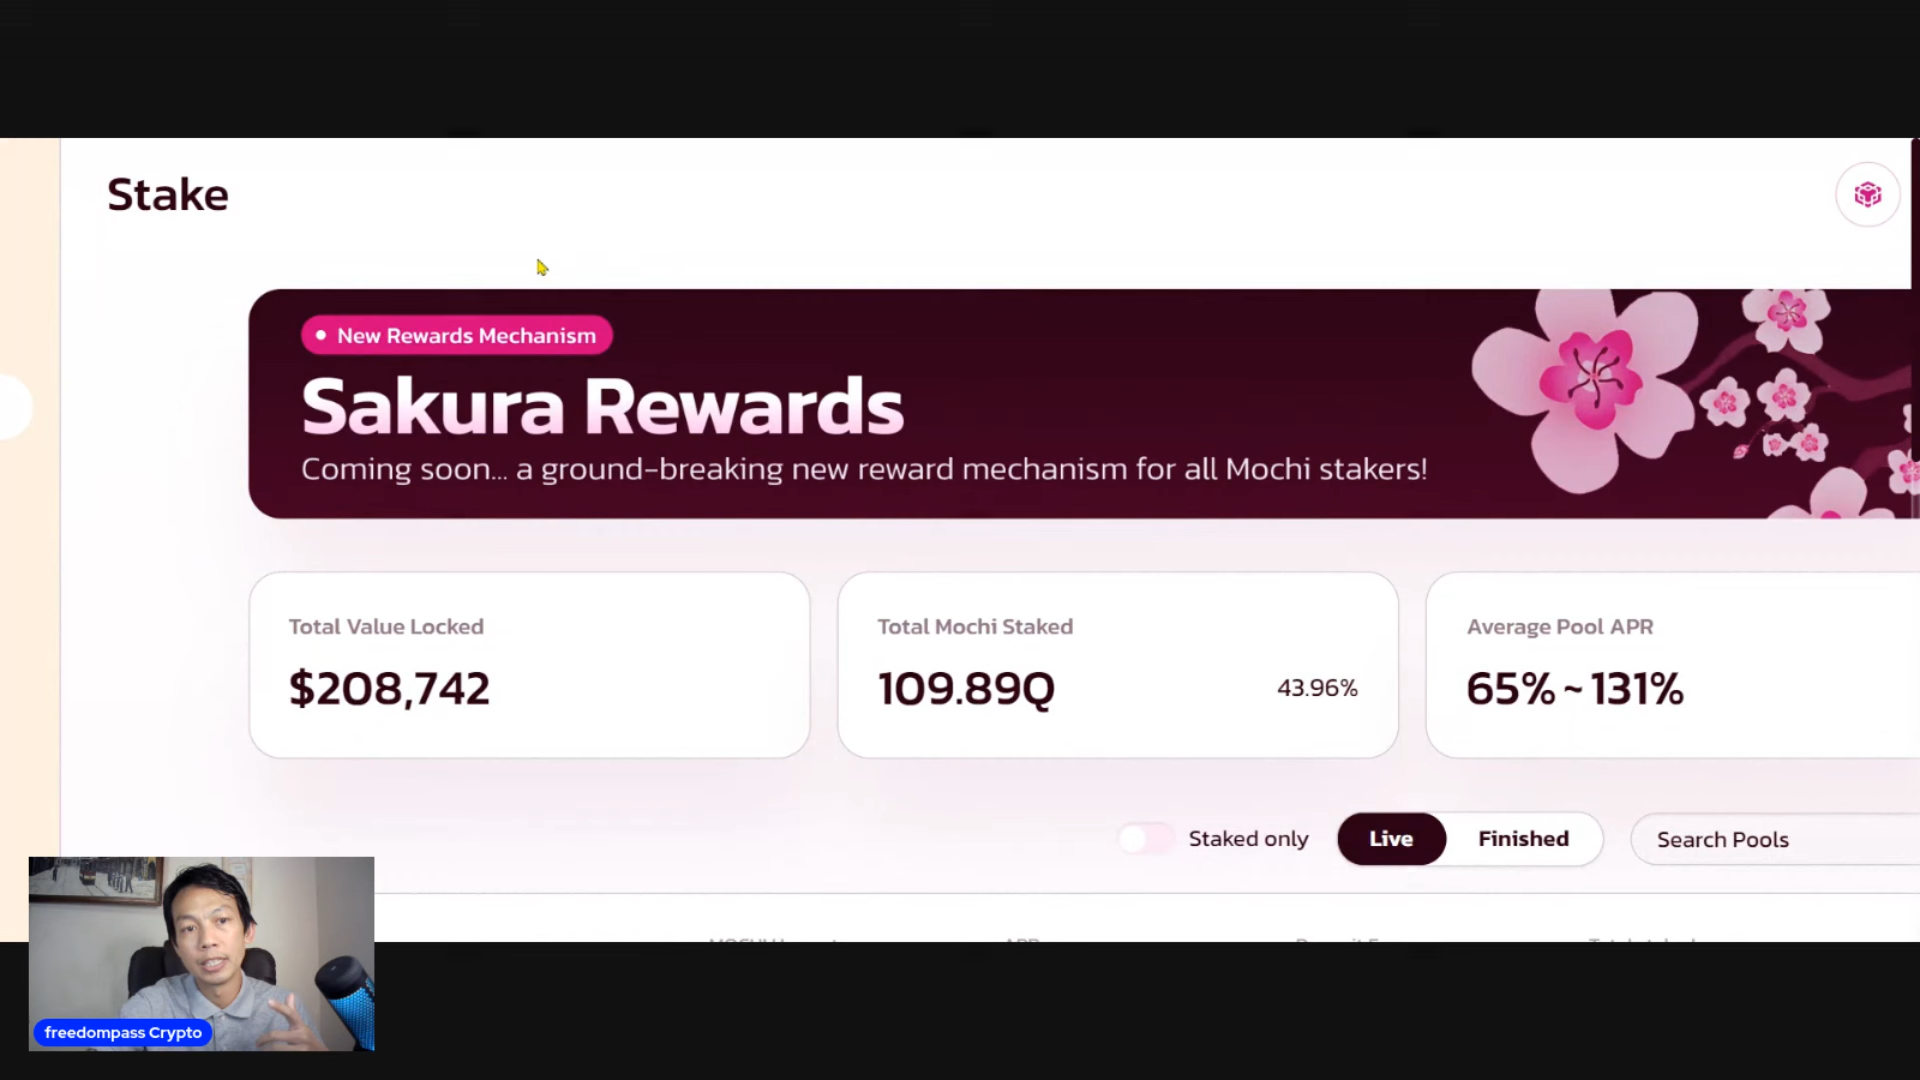 Stake
New Rewards Mechanism
Sakura Rewards
Coming soon... a ground-breaking new reward mechanism for all Mochi stakers!
Total Value Locked
$208,742
Total Mochi Staked
109.89Q
43.96%
Average Pool APR
65% ~ 131%
Staked only
Live
Finished
Search Pools
freedompass Crypto